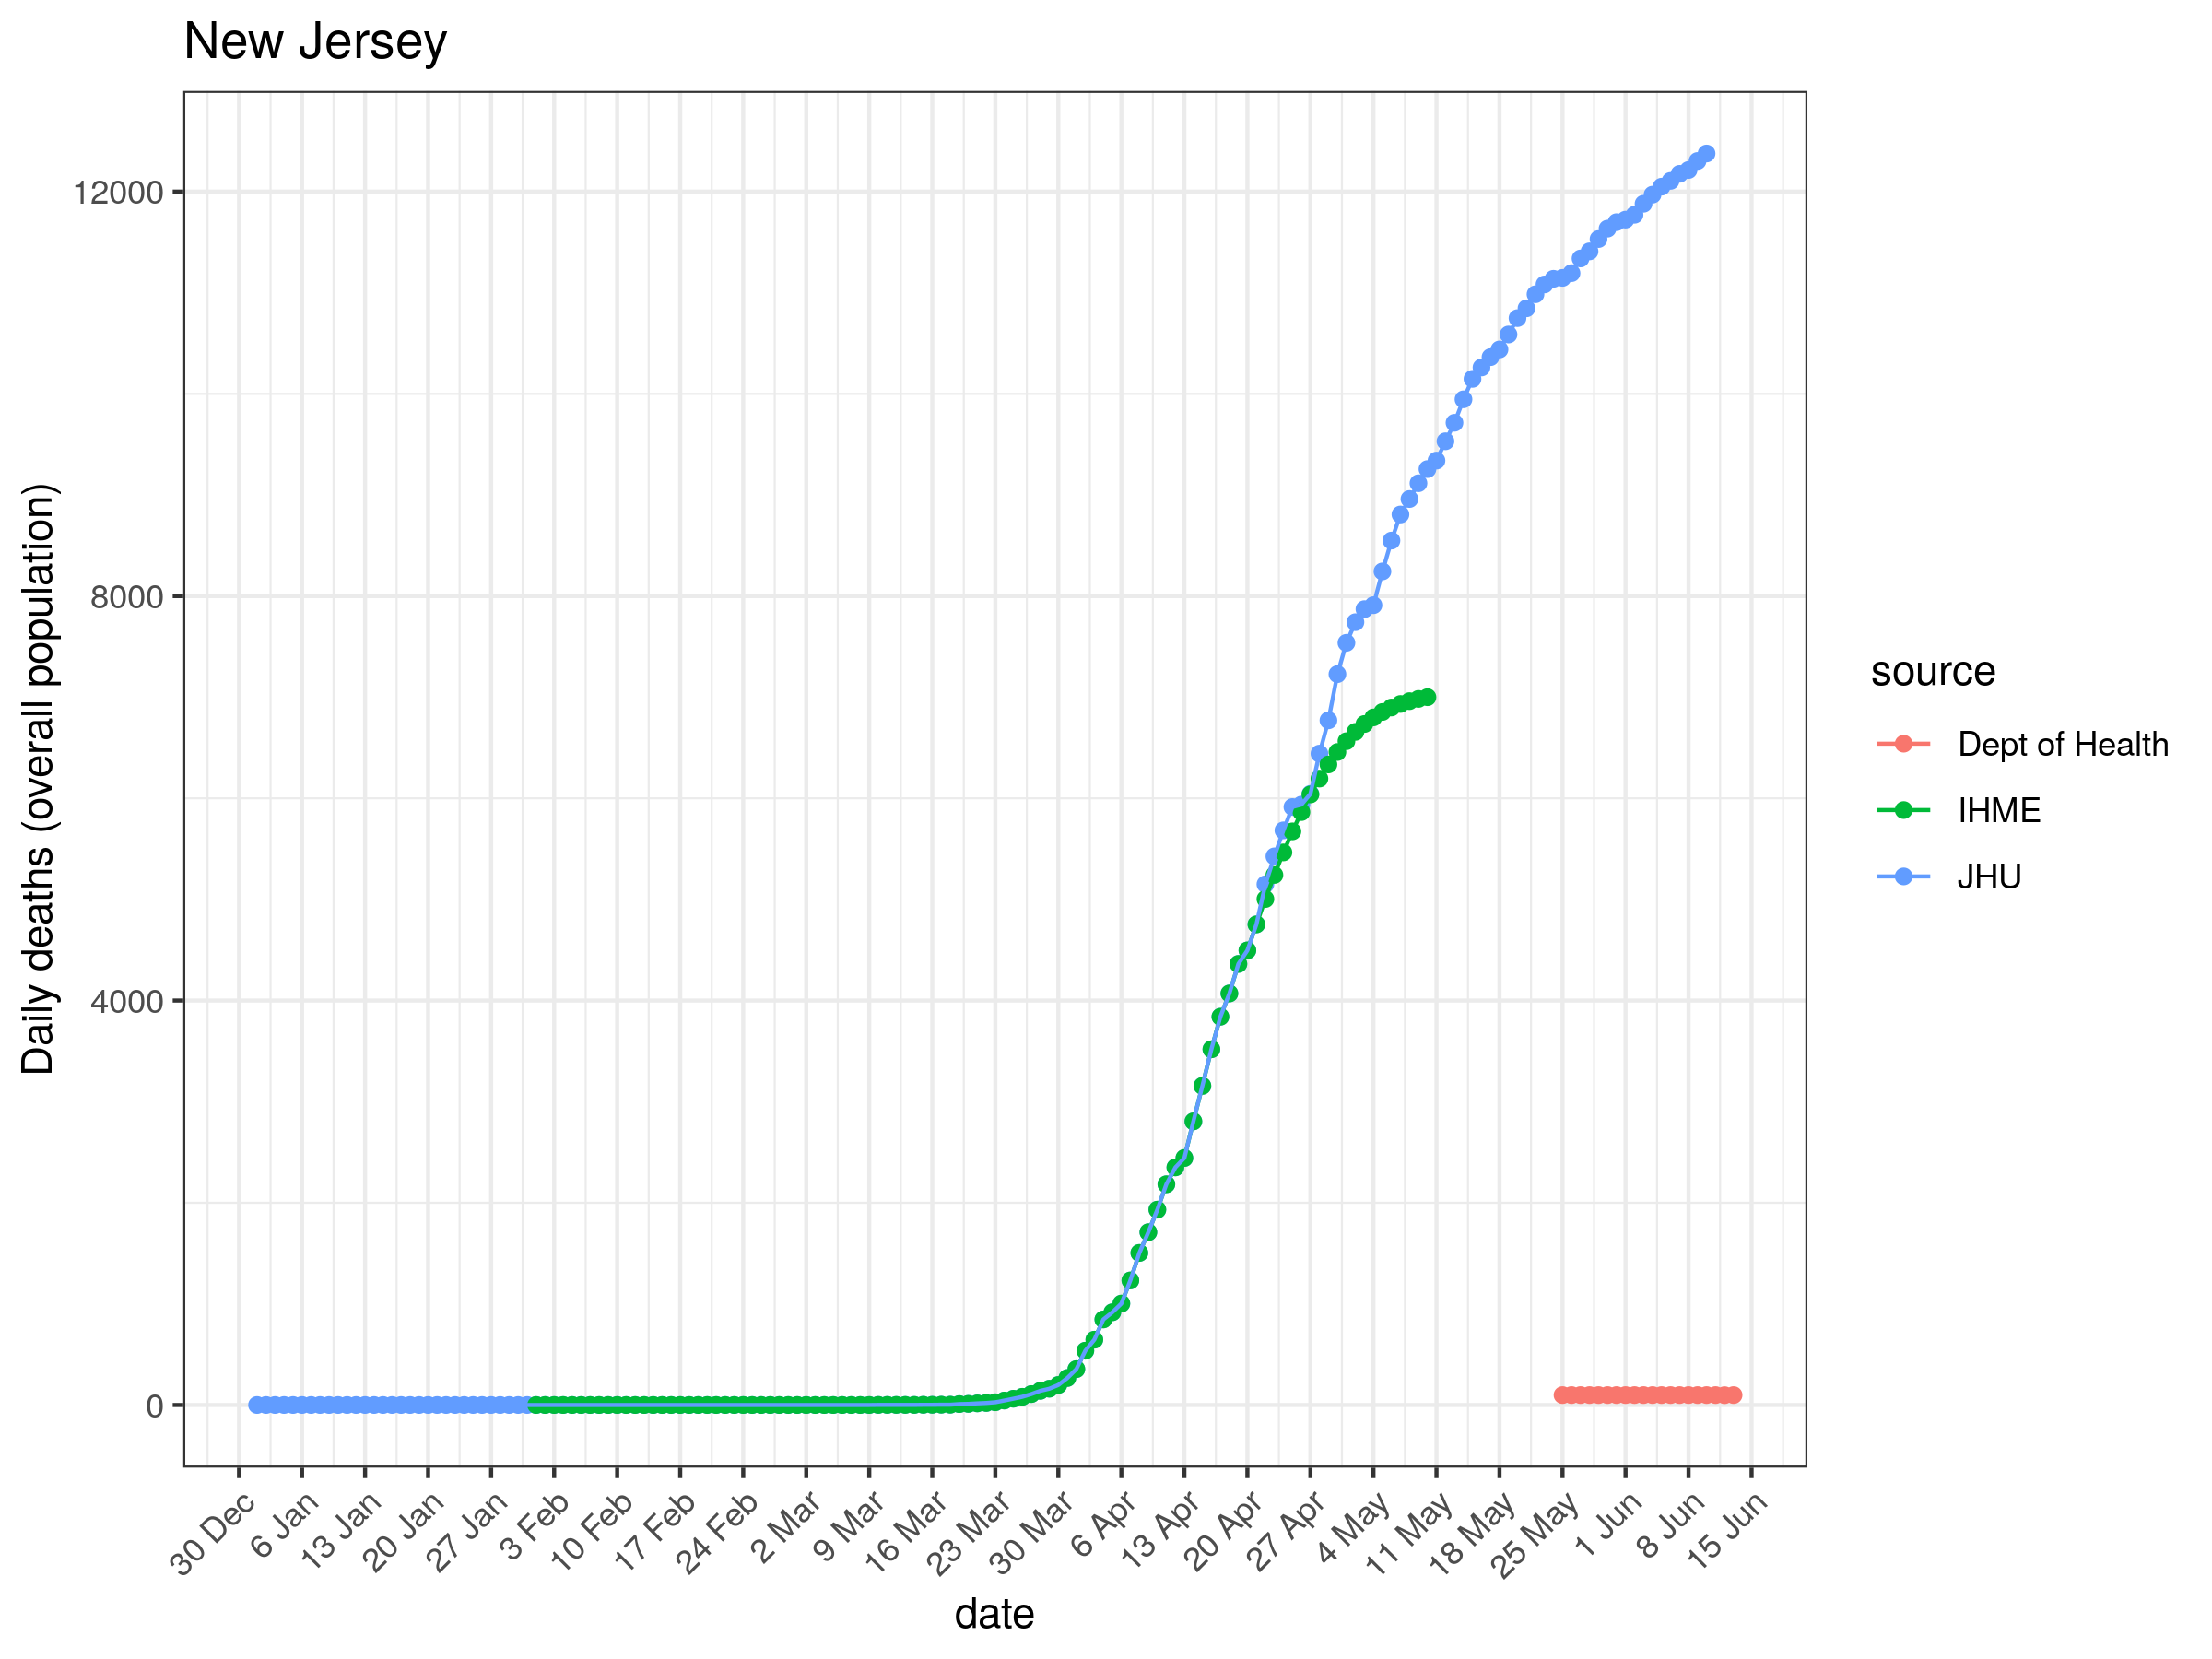 New Jersey
Daily deaths (overall population)
12000
8000
4000
0
30 Dec
6 Jan
13 Jan
20 Jan
27 Jan
3 Feb
10 Feb
17 Feb
24 Feb
2 Mar
9 Mar
16 Mar
23 Mar
30 Mar
6 Apr
13 Apr
20 Apr
27 Apr
4 May
11 May
18 May
25 May
1 Jun
8 Jun
15 Jun
date
source
Dept of Health
IHME
JHU